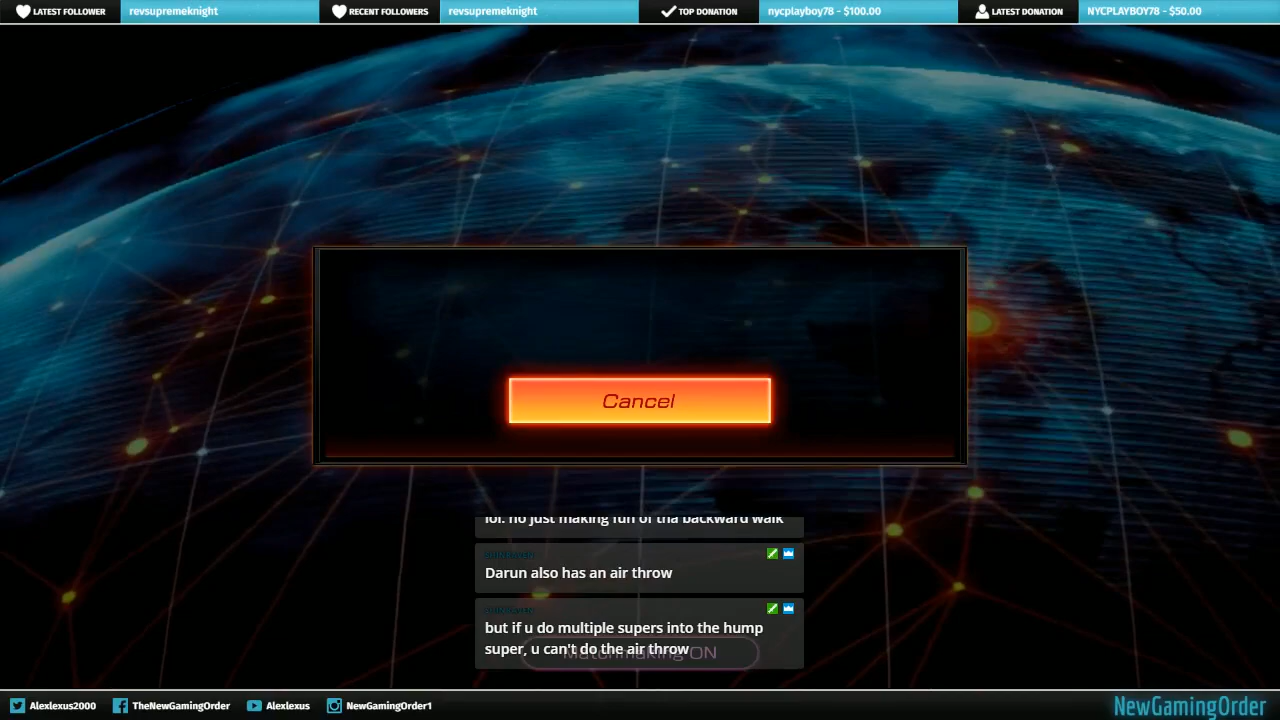 LATEST FOLLOWER revsupremeknight RECENT FOLLOWERS revsupremeknight TOP DONATION nycplayboy78 - $100.00 LATEST DONATION NYCPLAYBOY78 - $50.00
Cancel
lol. no just making fun of tha backward walk
Darun also has an air throw
but if u do multiple supers into the hump
super, u can't do the air throw
Matchmaking ON
Alexlexus2000 TheNewGamingOrder Alexlexus NewGamingOrder1 NewGamingOrder